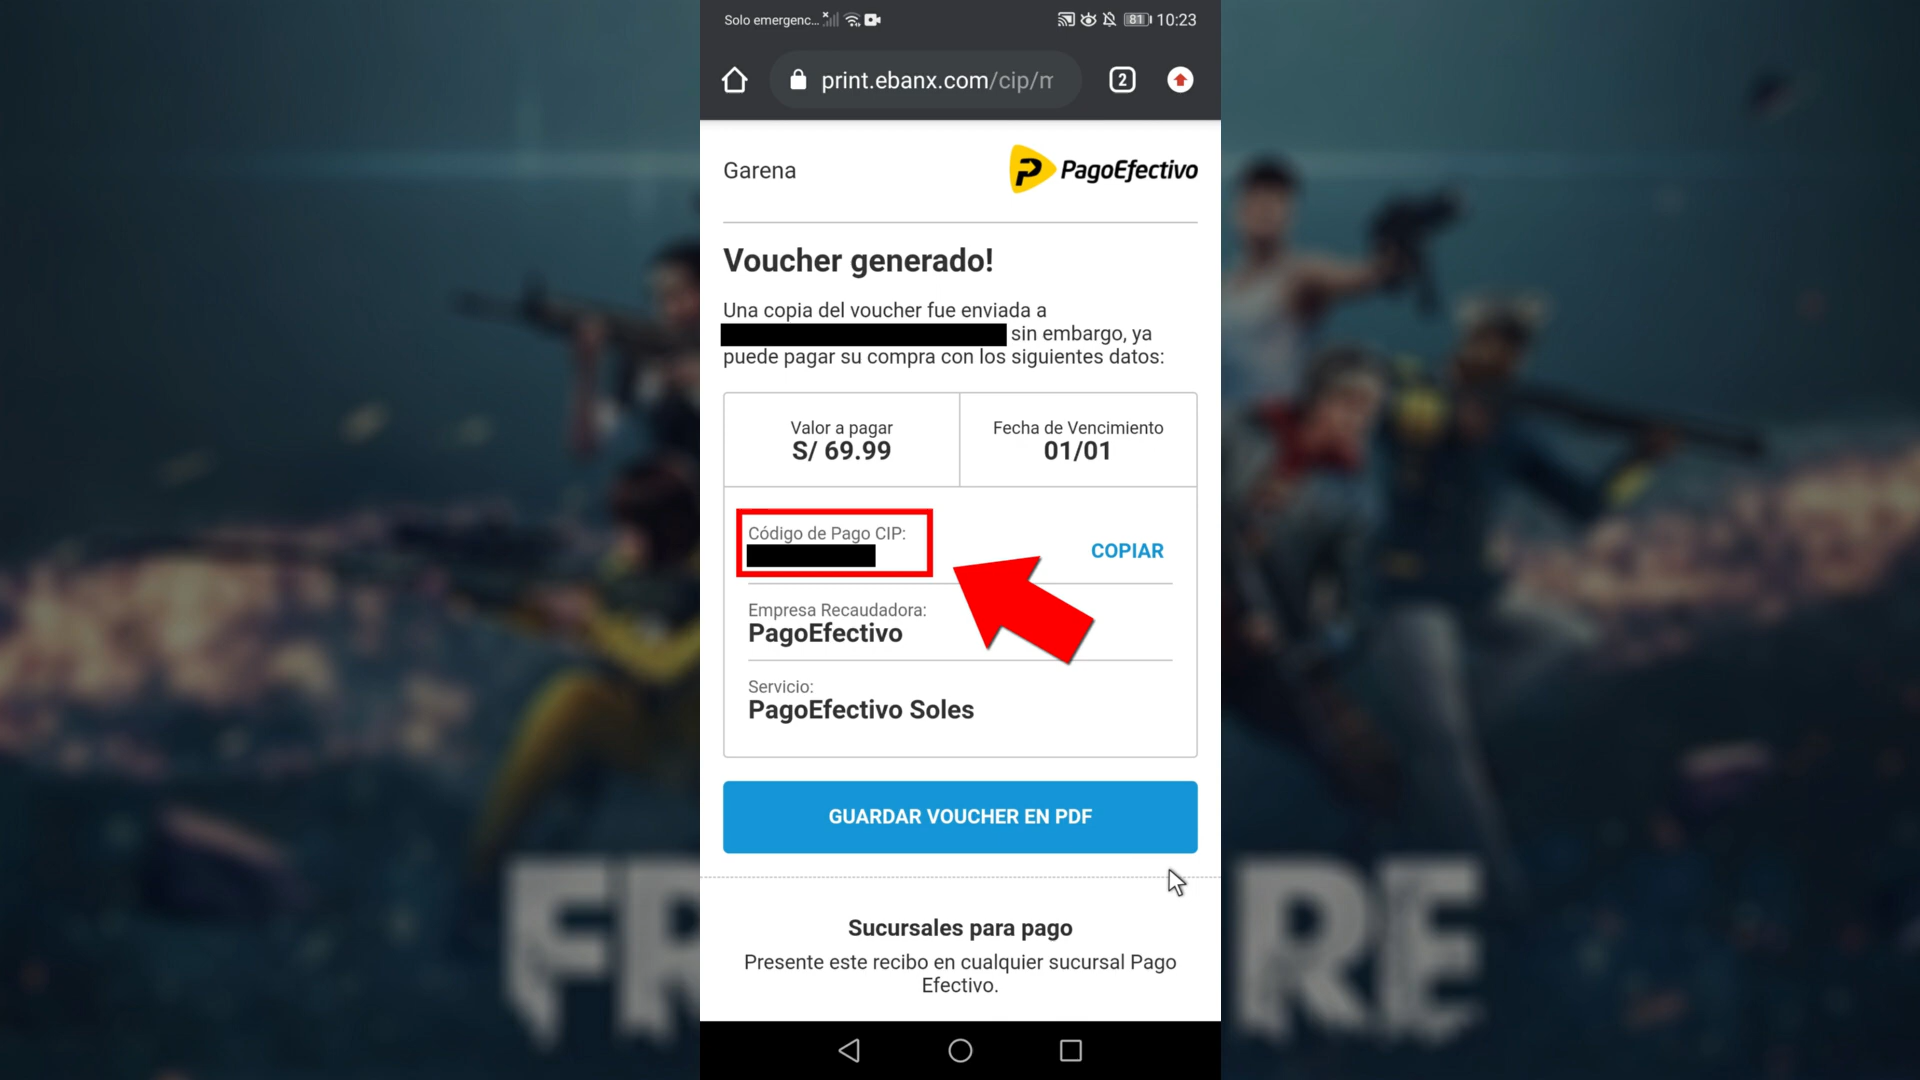 Solo emergenc...
81
10:23
print.ebanx.com/cip/m
2
Garena
PagoEfectivo
Voucher generado!
Una copia del voucher fue enviada a
sin embargo, ya
puede pagar su compra con los siguientes datos:
Valor a pagar
S/ 69.99
Fecha de Vencimiento
01/01
Código de Pago CIP:
COPIAR
Empresa Recaudadora:
PagoEfectivo
Servicio:
PagoEfectivo Soles
GUARDAR VOUCHER EN PDF
Sucursales para pago
Presente este recibo en cualquier sucursal Pago
Efectivo.
FR RE